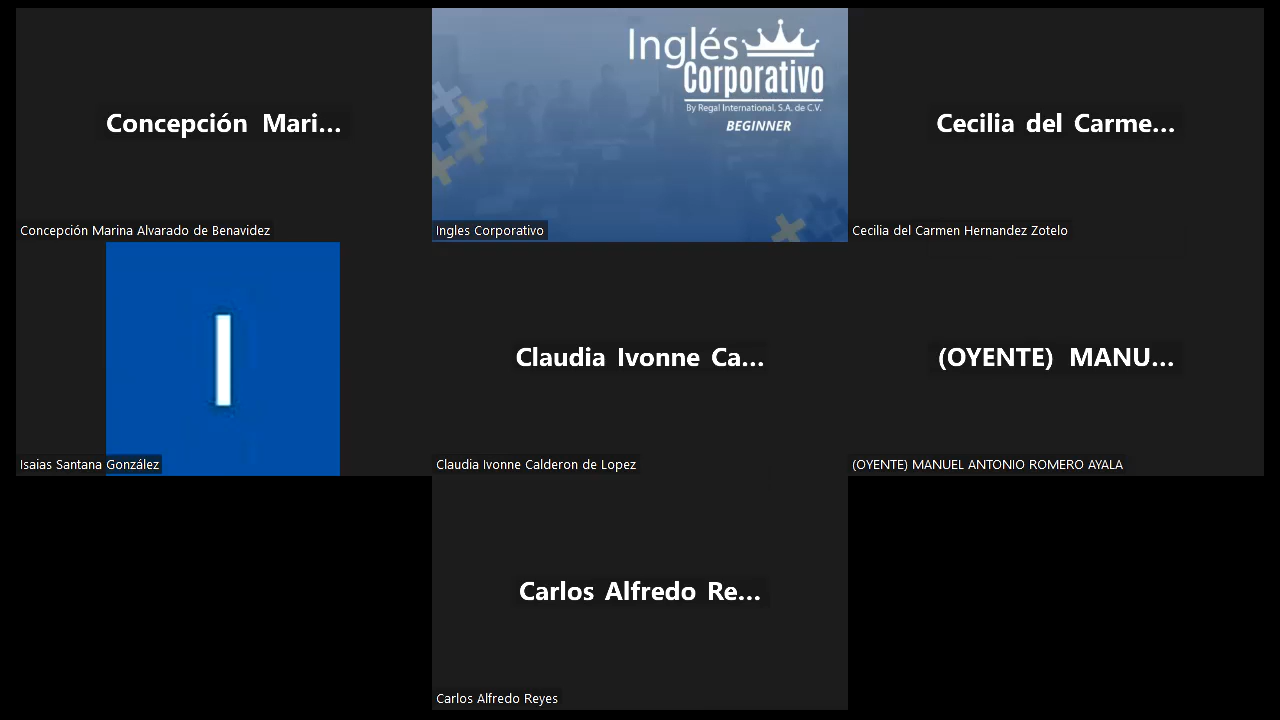 Concepción Mari...
Concepción Marina Alvarado de Benavidez
Inglés
Corporativo
By Regal International, S.A. de C.V.
BEGINNER
Ingles Corporativo
Cecilia del Carme...
Cecilia del Carmen Hernandez Zotelo
I
Isaias Santana González
Claudia Ivonne Ca...
Claudia Ivonne Calderon de Lopez
(OYENTE) MANU...
(OYENTE) MANUEL ANTONIO ROMERO AYALA
Carlos Alfredo Re...
Carlos Alfredo Reyes